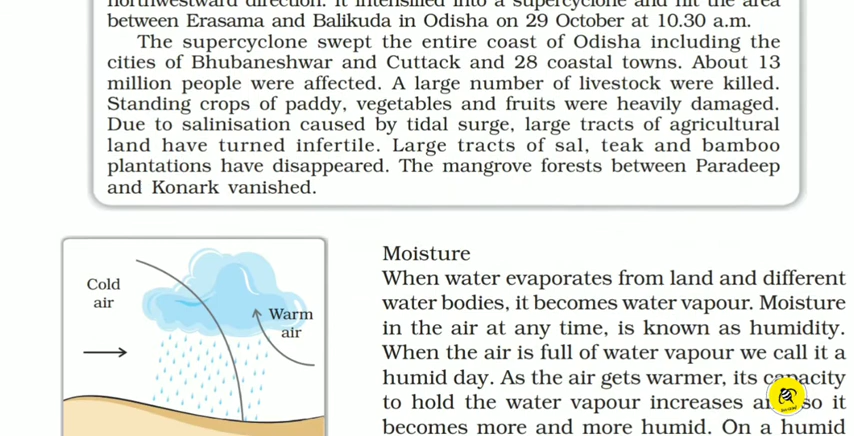 northwestward direction. It intensified into a supercyclone and hit the area
between Erasama and Balikuda in Odisha on 29 October at 10.30 a.m.
The supercyclone swept the entire coast of Odisha including the
cities of Bhubaneshwar and Cuttack and 28 coastal towns. About 13
million people were affected. A large number of livestock were killed.
Standing crops of paddy, vegetables and fruits were heavily damaged.
Due to salinisation caused by tidal surge, large tracts of agricultural
land have turned infertile. Large tracts of sal, teak and bamboo
plantations have disappeared. The mangrove forests between Paradeep
and Konark vanished.
Cold
air
Warm
air
Moisture
When water evaporates from land and different
water bodies, it becomes water vapour. Moisture
in the air at any time, is known as humidity.
When the air is full of water vapour we call it a
humid day. As the air gets warmer, its capacity
to hold the water vapour increases so it
becomes more and more humid. On a humid